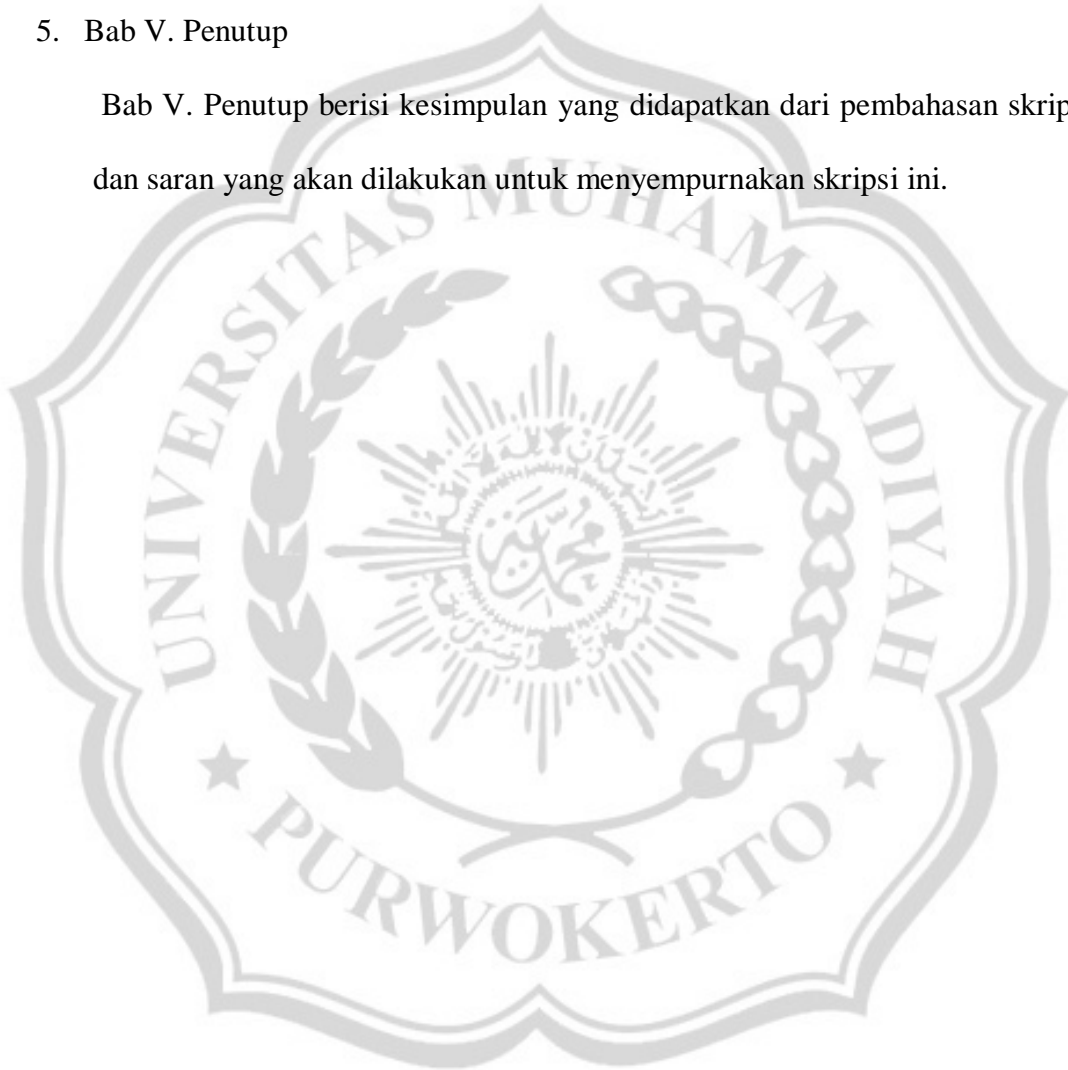 5. Bab V. Penutup
Bab V. Penutup berisi kesimpulan yang didapatkan dari pembahasan skrip
dan saran yang akan dilakukan untuk menyempurnakan skripsi ini.
UNIVERSITAS MUHAMMADIYAH
محمد
PURWOKERTO